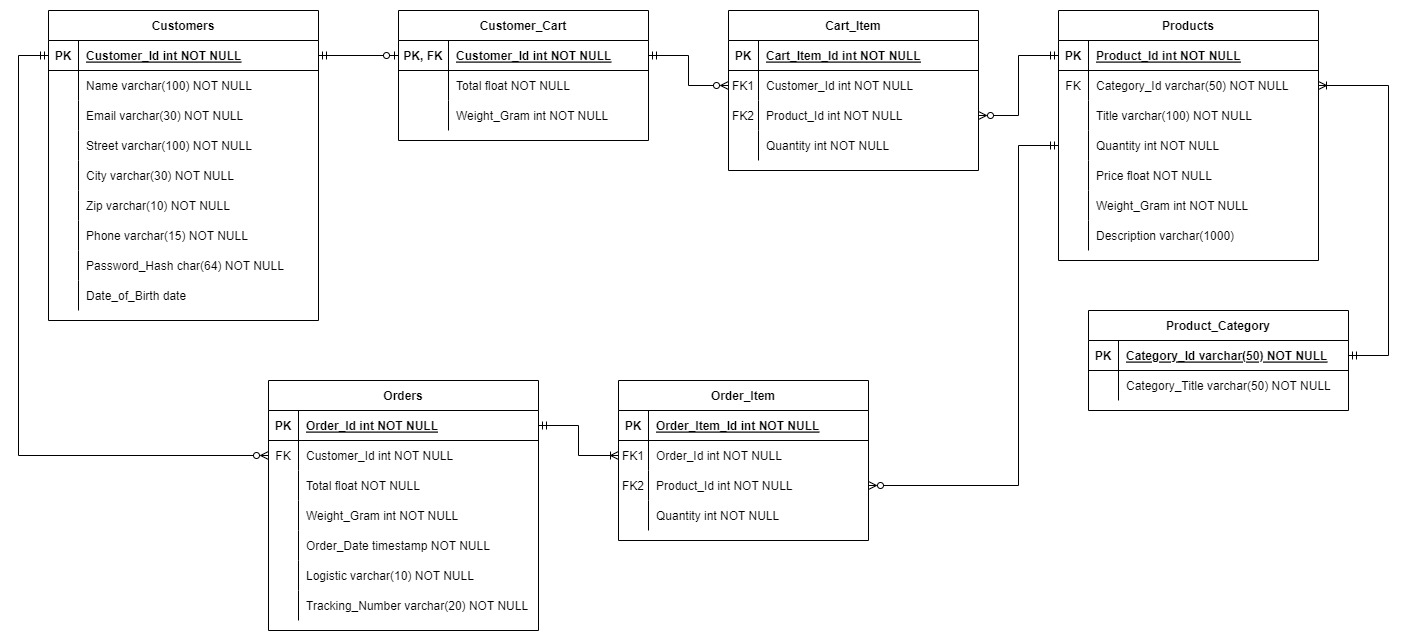 Customers
PK Customer_Id int NOT NULL
Name varchar(100) NOT NULL
Email varchar(30) NOT NULL
Street varchar(100) NOT NULL
City varchar(30) NOT NULL
Zip varchar(10) NOT NULL
Phone varchar(15) NOT NULL
Password_Hash char(64) NOT NULL
Date_of_Birth date
Customer_Cart
PK, FK Customer_Id int NOT NULL
Total float NOT NULL
Weight_Gram int NOT NULL
Cart_Item
PK Cart_Item_Id int NOT NULL
FK1 Customer_Id int NOT NULL
FK2 Product_Id int NOT NULL
Quantity int NOT NULL
Products
PK Product_Id int NOT NULL
FK Category_Id varchar(50) NOT NULL
Title varchar(100) NOT NULL
Quantity int NOT NULL
Price float NOT NULL
Weight_Gram int NOT NULL
Description varchar(1000)
Product_Category
PK Category_Id varchar(50) NOT NULL
Category_Title varchar(50) NOT NULL
Orders
PK Order_Id int NOT NULL
FK Customer_Id int NOT NULL
Total float NOT NULL
Weight_Gram int NOT NULL
Order_Date timestamp NOT NULL
Logistic varchar(10) NOT NULL
Tracking_Number varchar(20) NOT NULL
Order_Item
PK Order_Item_Id int NOT NULL
FK1 Order_Id int NOT NULL
FK2 Product_Id int NOT NULL
Quantity int NOT NULL